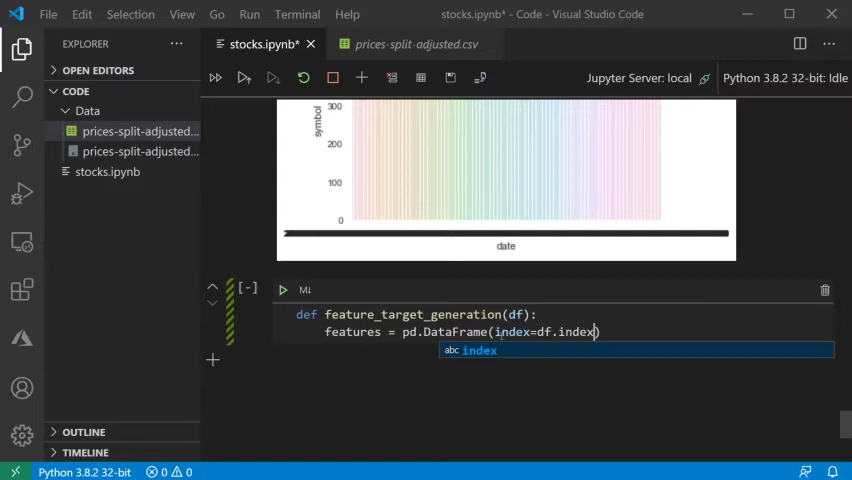 File Edit Selection View Go Run Terminal Help stocks.ipynb* - Code - Visual Studio Code
EXPLORER
stocks.ipynb*
prices-split-adjusted.csv
OPEN EDITORS
CODE
Data
prices-split-adjusted...
prices-split-adjusted...
stocks.ipynb
Jupyter Server: local Python 3.8.2 32-bit: Idle
symbol
300
200
100
0
date
[-]
M↓
def feature_target_generation(df):
features = pd.DataFrame(index=df.index)
abc index
OUTLINE
TIMELINE
Python 3.8.2 32-bit 0 0